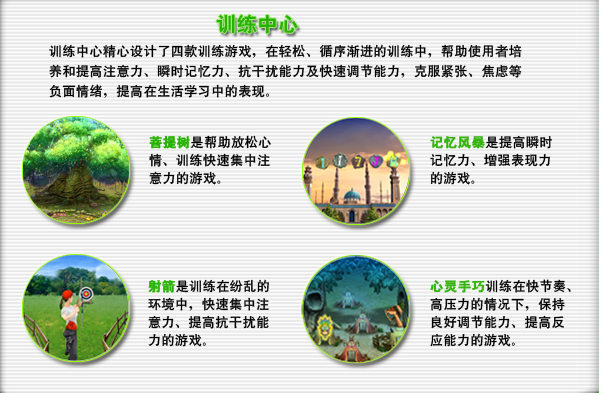 训练中心
训练中心精心设计了四款训练游戏，在轻松、循序渐进的训练中，帮助使用者培
养和提高注意力、瞬时记忆力、抗干扰能力及快速调节能力，克服紧张、焦虑等
负面情绪，提高在生活学习中的表现。
菩提树是帮助放松心
情、训练快速集中注
意力的游戏。
记忆风暴是提高瞬时
记忆力、增强表现力
的游戏。
射箭是训练在纷乱的
环境中，快速集中注
意力、提高抗干扰能
力的游戏。
心灵手巧训练在快节奏、
高压力的情况下，保持
良好调节能力、提高反
应能力的游戏。